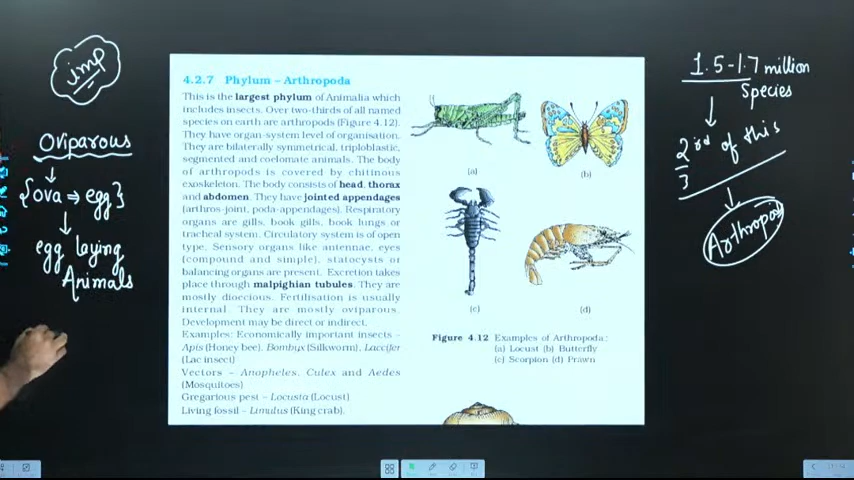 imp
Oviparous
{ova ⇒ egg}
egg laying
Animals
4.2.7 Phylum – Arthropoda
This is the largest phylum of Animalia which
includes insects. Over two-thirds of all named
species on earth are arthropods (Figure 4.12).
They have organ-system level of organisation.
They are bilaterally symmetrical, triploblastic,
segmented and coelomate animals. The body
of arthropods is covered by chitinous
exoskeleton. The body consists of head, thorax
and abdomen. They have jointed appendages
(arthros-joint, poda-appendages). Respiratory
organs are gills, book gills, book lungs or
tracheal system. Circulatory system is of open
type. Sensory organs like antennae, eyes
(compound and simple), statocysts or
balancing organs are present. Excretion takes
place through malpighian tubules. They are
mostly dioecious. Fertilisation is usually
internal. They are mostly oviparous.
Development may be direct or indirect.
Examples: Economically important insects –
Apis (Honey bee), Bombyx (Silkworm), Laccifer
(Lac insect)
Vectors – Anopheles, Culex and Aedes
(Mosquitoes)
Gregarious pest – Locusta (Locust)
Living fossil – Limulus (King crab).
(a)
(b)
(c)
(d)
Figure 4.12 Examples of Arthropoda :
(a) Locust (b) Butterfly
(c) Scorpion (d) Prawn
1.5-1.7 million
Species
2/3 rd of this